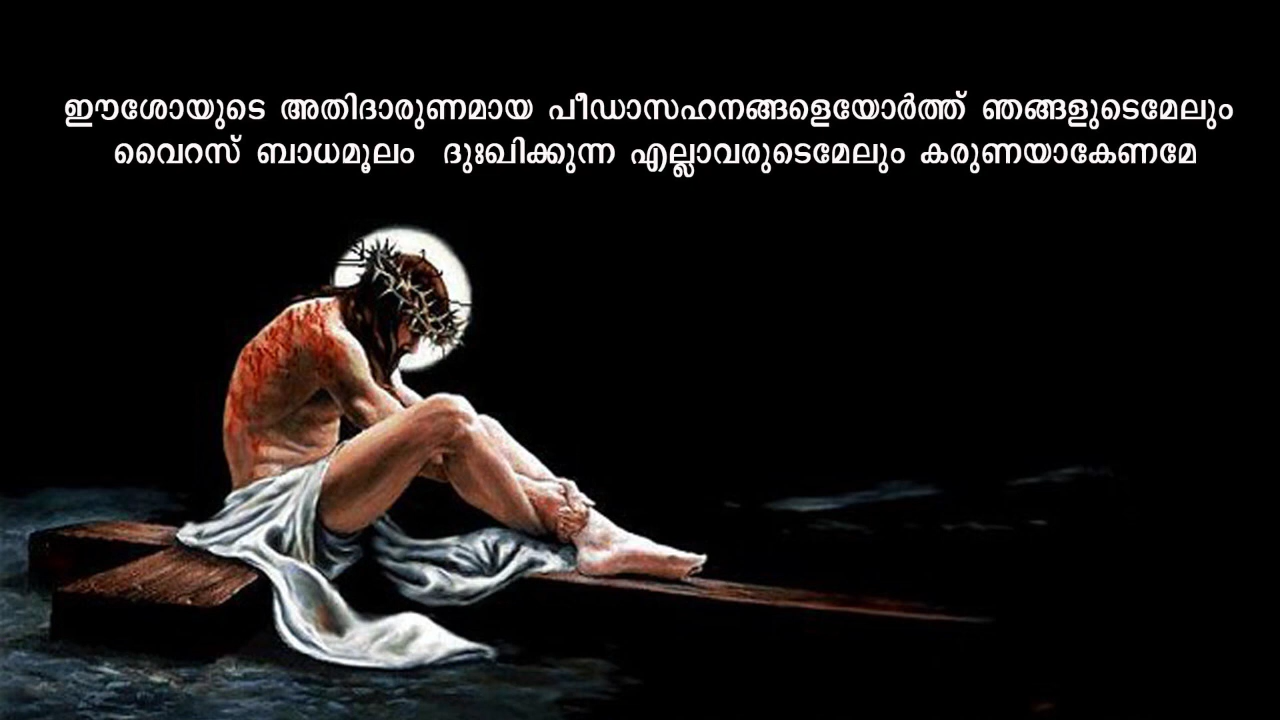 ഈശോയുടെ അതിദാരുണമായ പീഡാസഹനങ്ങളെയോർത്ത് ഞങ്ങളുടെമേലും
വൈറസ് ബാധമൂലം ദുഃഖിക്കുന്ന എല്ലാവരുടെമേലും കരുണയാകേണമേ